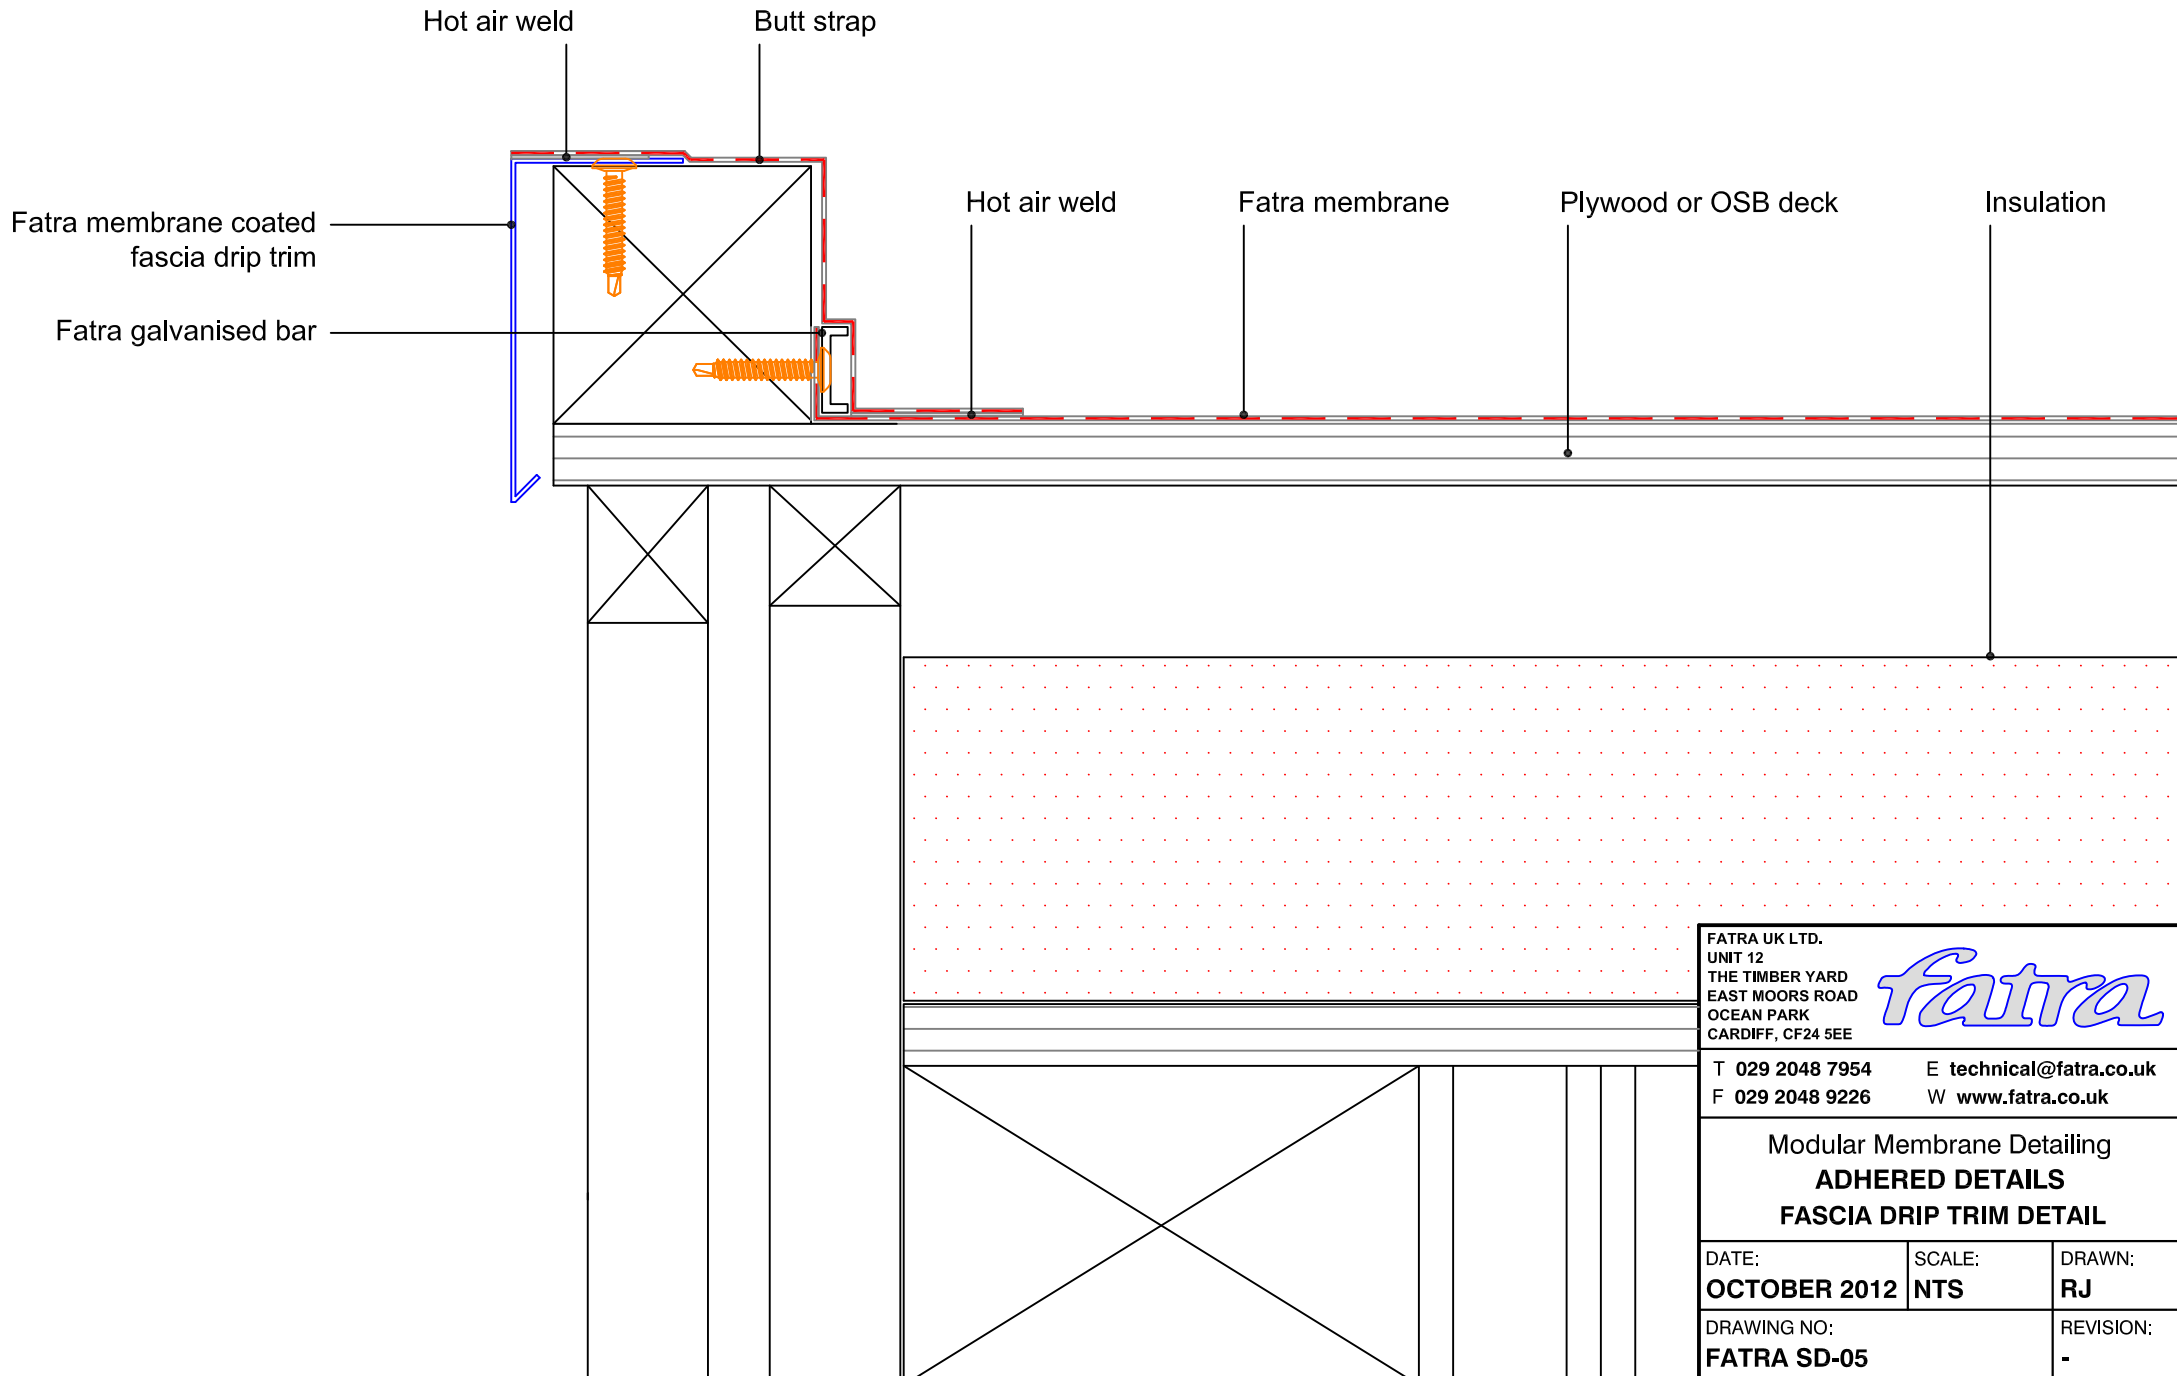 Hot air weld
Butt strap
Fatra membrane coated
fascia drip trim
Fatra galvanised bar
Hot air weld
Fatra membrane
Plywood or OSB deck
Insulation
FATRA UK LTD.
UNIT 12
THE TIMBER YARD
EAST MOORS ROAD
OCEAN PARK
CARDIFF, CF24 5EE
fatra
T 029 2048 7954
E technical@fatra.co.uk
F 029 2048 9226
W www.fatra.co.uk
Modular Membrane Detailing
ADHERED DETAILS
FASCIA DRIP TRIM DETAIL
DATE:
OCTOBER 2012
SCALE:
NTS
DRAWN:
RJ
DRAWING NO:
FATRA SD-05
REVISION:
-